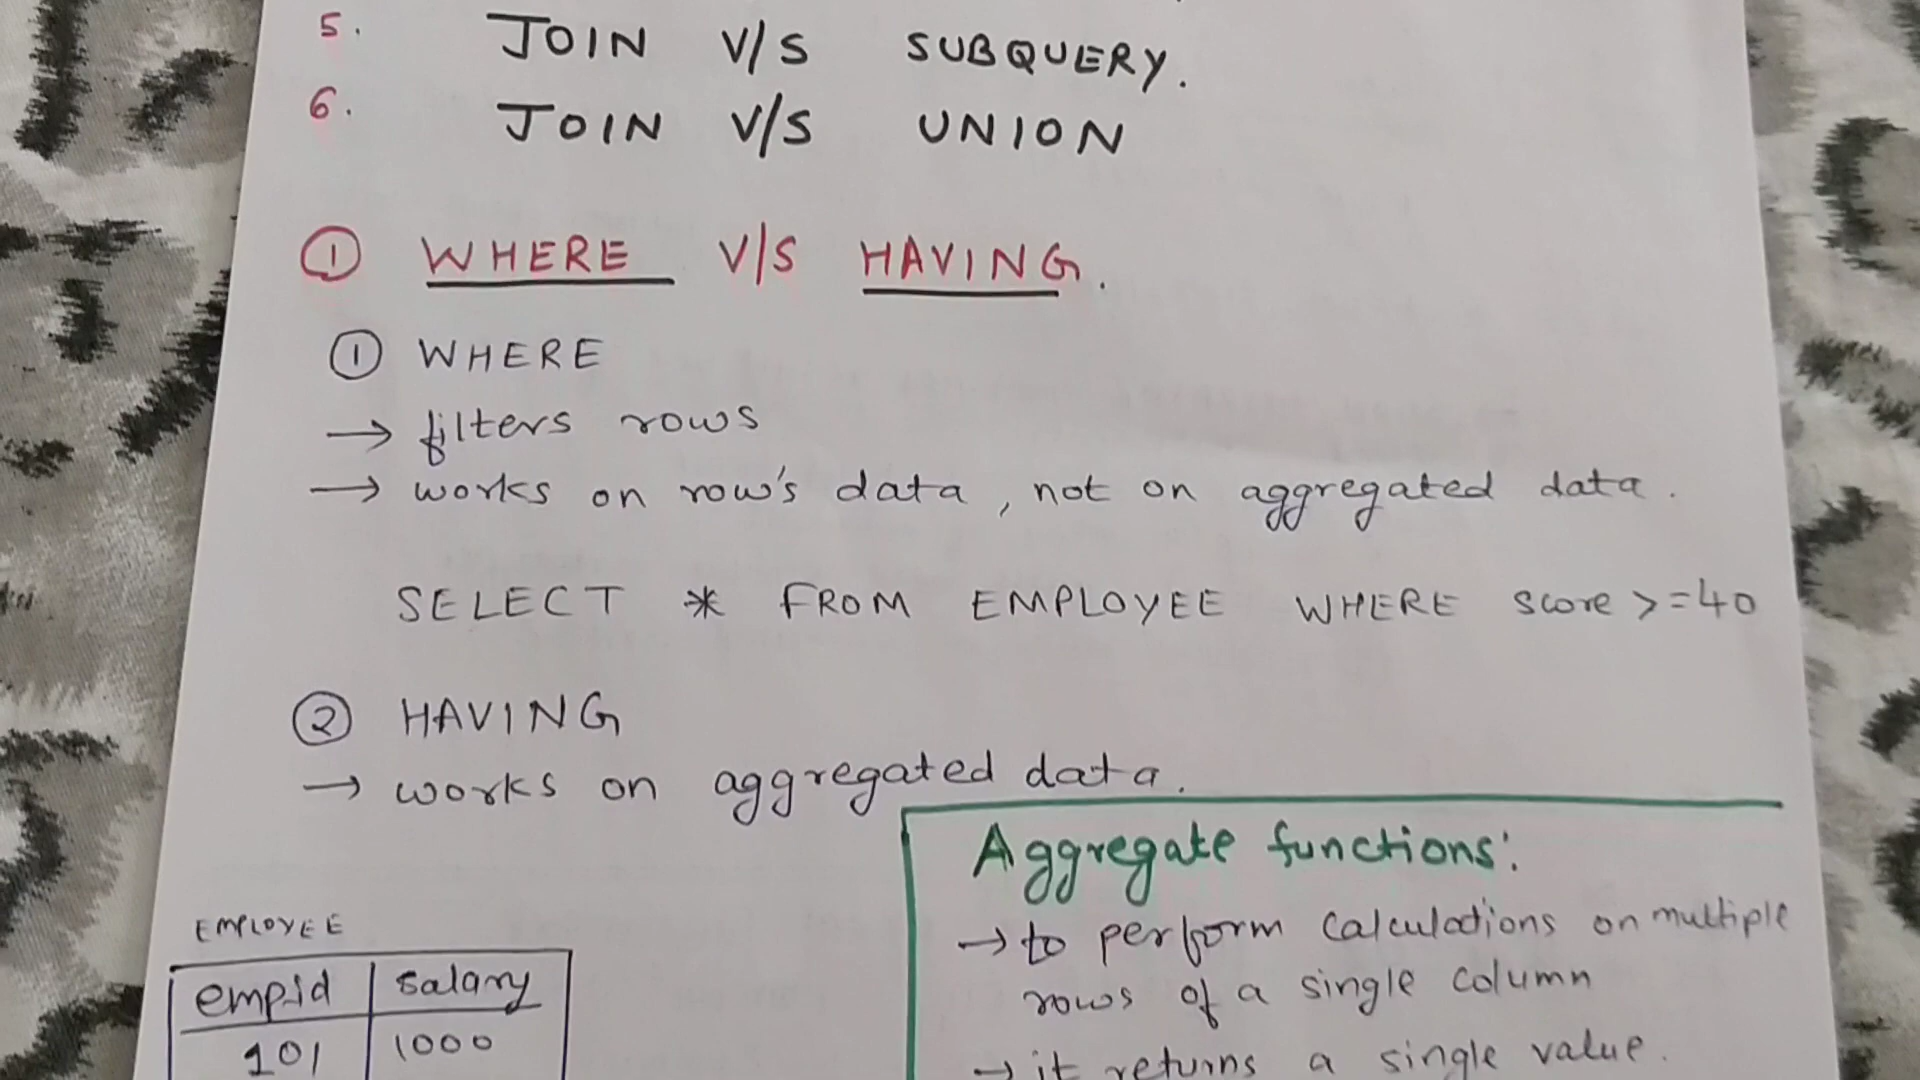 5. JOIN V/S SUBQUERY.
6. JOIN V/S UNION
① WHERE V/S HAVING.
① WHERE
→ filters rows
→ works on row's data, not on aggregated data.
SELECT * FROM EMPLOYEE WHERE score >=40
② HAVING
→ works on aggregated data.
EMPLOYEE
empid salary
101 1000
Aggregate functions:
→ to perform calculations on multiple
rows of a single column
→ it returns a single value.